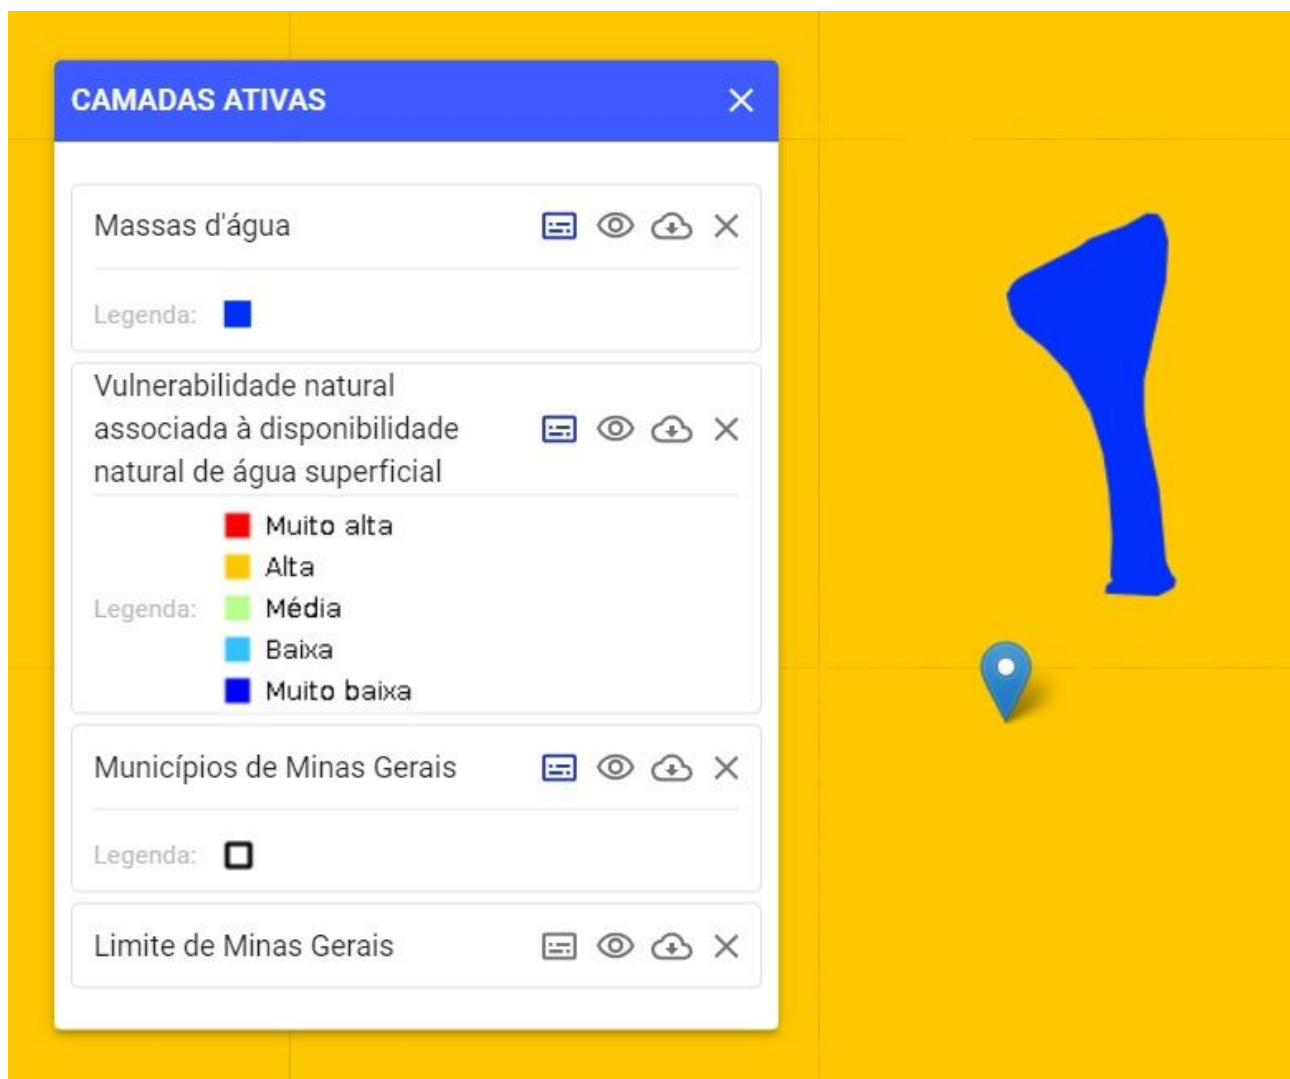 CAMADAS ATIVAS
Massas d'água
Legenda:
Vulnerabilidade natural
associada à disponibilidade
natural de água superficial
Legenda:
Muito alta
Alta
Média
Baixa
Muito baixa
Municípios de Minas Gerais
Legenda:
Limite de Minas Gerais